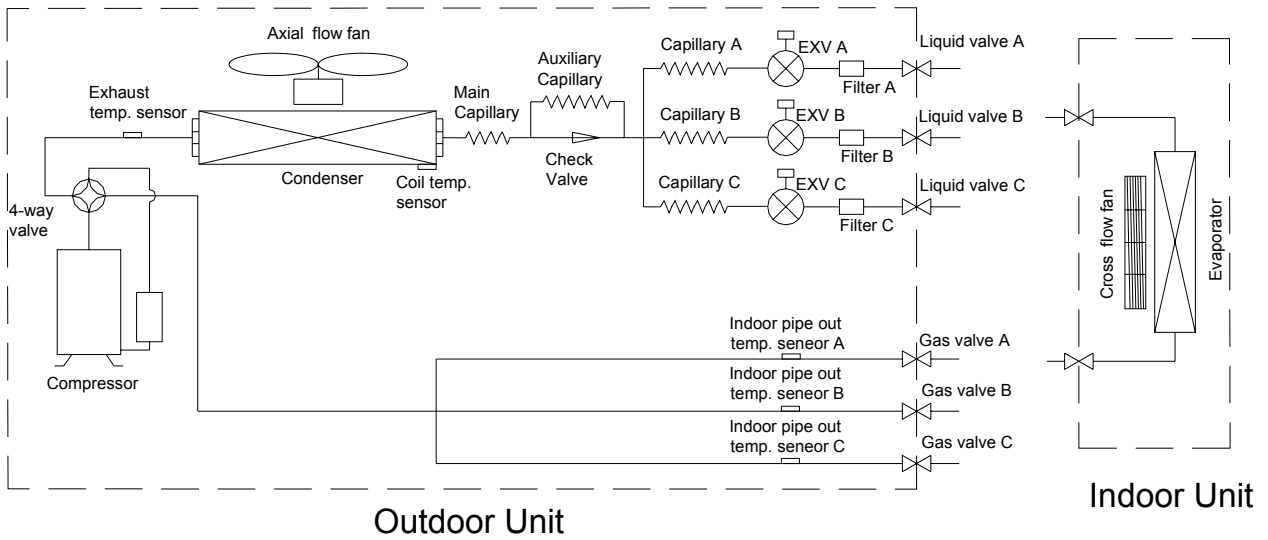 Axial  flow fan
Exhaust
temp. sensor
Condenser
Coil temp.
sensor
Main
Capillary
Auxiliary
Capillary
Check
Valve
Capillary A
EXV A
Filter A
Liquid valve A
Capillary B
EXV B
Filter B
Liquid valve B
Capillary C
EXV C
Filter C
Liquid valve C
4-way
valve
Compressor
Indoor pipe out
temp. seneor A
Gas valve A
Indoor pipe out
temp. seneor B
Gas valve B
Indoor pipe out
temp. seneor C
Gas valve C
Outdoor Unit
Cross flow fan
Evaporator
Indoor Unit